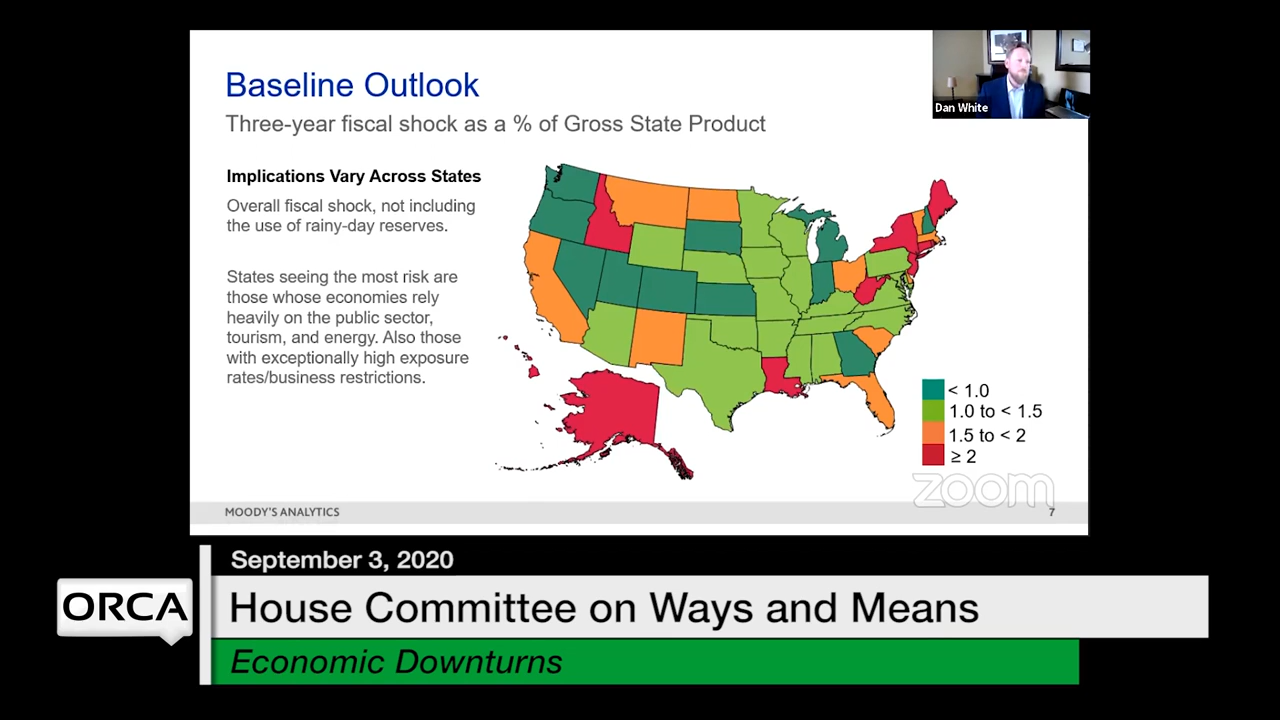 Baseline Outlook
Three-year fiscal shock as a % of Gross State Product
Dan White
Implications Vary Across States
Overall fiscal shock, not including
the use of rainy-day reserves.
States seeing the most risk are
those whose economies rely
heavily on the public sector,
tourism, and energy. Also those
with exceptionally high exposure
rates/business restrictions.
< 1.0
1.0 to < 1.5
1.5 to < 2
≥ 2
zoom
MOODY'S ANALYTICS
7
September 3, 2020
ORCA
House Committee on Ways and Means
Economic Downturns